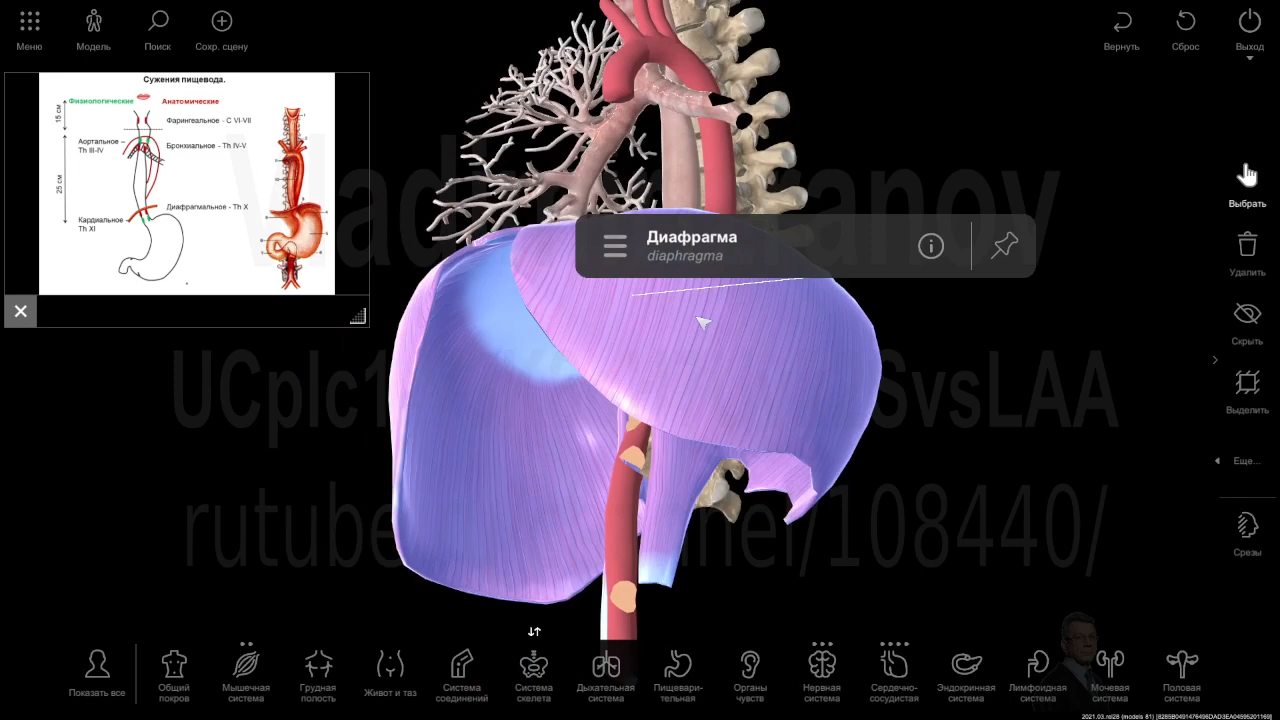 Меню
Модель
Поиск
Сохр. сцену
Вернуть
Сброс
Выход
Сужения пищевода.
Физиологические
Анатомические
15 см
Фарингеальное - C VI-VII
Аортальное –
Th III-IV
Бронхиальное - Th IV-V
25 см
Диафрагмальное - Th X
Кардиальное
Th XI
Диафрагма
diaphragma
Выбрать
Удалить
Скрыть
Выделить
Еще...
Срезы
Показать все
Общий
покров
Мышечная
система
Грудная
полость
Живот и таз
Система
соединений
Система
скелета
Дыхательная
система
Пищевари-
тельная
Органы
чувств
Нервная
система
Сердечно-
сосудистая
Эндокринная
система
Лимфоидная
система
Мочевая
система
Половая
система